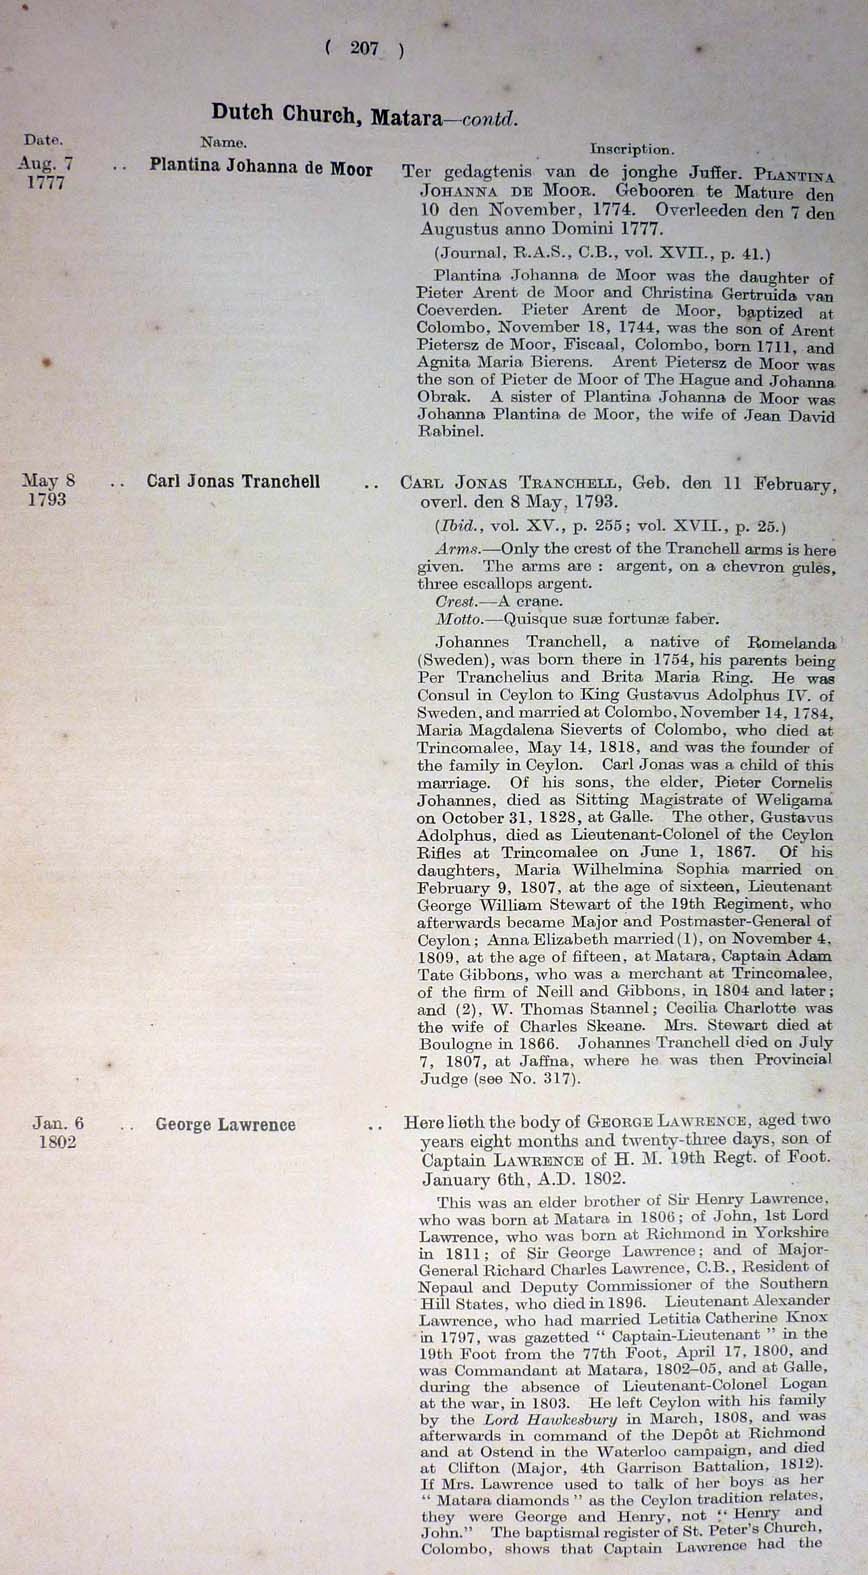 ( 207 )
Dutch Church, Matara—contd.
Date. Name. Inscription.
Aug. 7 .. Plantina Johanna de Moor Ter gedagtenis van de jonghe Juffer. PLANTINA
1777 JOHANNA DE MOOR. Gebooren te Mature den
10 den November, 1774. Overleeden den 7 den
Augustus anno Domini 1777.
(Journal, R.A.S., C.B., vol. XVII., p. 41.)
Plantina Johanna de Moor was the daughter of
Pieter Arent de Moor and Christina Gertruida van
Coeverden. Pieter Arent de Moor, baptized at
Colombo, November 18, 1744, was the son of Arent
Pietersz de Moor, Fiscaal, Colombo, born 1711, and
Agnita Maria Bierens. Arent Pietersz de Moor was
the son of Pieter de Moor of The Hague and Johanna
Obrak. A sister of Plantina Johanna de Moor was
Johanna Plantina de Moor, the wife of Jean David
Rabinel.
May 8 .. Carl Jonas Tranchell .. CARL JONAS TRANCHELL, Geb. den 11 February,
1793 overl. den 8 May, 1793.
(Ibid., vol. XV., p. 255; vol. XVII., p. 25.)
Arms.—Only the crest of the Tranchell arms is here
given. The arms are : argent, on a chevron gules,
three escallops argent.
Crest.—A crane.
Motto.—Quisque suæ fortunæ faber.
Johannes Tranchell, a native of Romelanda
(Sweden), was born there in 1754, his parents being
Per Tranchelius and Brita Maria Ring. He was
Consul in Ceylon to King Gustavus Adolphus IV. of
Sweden, and married at Colombo, November 14, 1784,
Maria Magdalena Sieverts of Colombo, who died at
Trincomalee, May 14, 1818, and was the founder of
the family in Ceylon. Carl Jonas was a child of this
marriage. Of his sons, the elder, Pieter Cornelis
Johannes, died as Sitting Magistrate of Weligama
on October 31, 1828, at Galle. The other, Gustavus
Adolphus, died as Lieutenant-Colonel of the Ceylon
Rifles at Trincomalee on June 1, 1867. Of his
daughters, Maria Wilhelmina Sophia married on
February 9, 1807, at the age of sixteen, Lieutenant
George William Stewart of the 19th Regiment, who
afterwards became Major and Postmaster-General of
Ceylon; Anna Elizabeth married (1), on November 4,
1809, at the age of fifteen, at Matara, Captain Adam
Tate Gibbons, who was a merchant at Trincomalee,
of the firm of Neill and Gibbons, in 1804 and later;
and (2), W. Thomas Stannel; Cecilia Charlotte was
the wife of Charles Skeane. Mrs. Stewart died at
Boulogne in 1866. Johannes Tranchell died on July
7, 1807, at Jaffna, where he was then Provincial
Judge (see No. 317).
Jan. 6 .. George Lawrence .. Here lieth the body of GEORGE LAWRENCE, aged two
1802 years eight months and twenty-three days, son of
Captain LAWRENCE of H. M. 19th Regt. of Foot.
January 6th, A.D. 1802.
This was an elder brother of Sir Henry Lawrence,
who was born at Matara in 1806; of John, 1st Lord
Lawrence, who was born at Richmond in Yorkshire
in 1811; of Sir George Lawrence; and of Major-
General Richard Charles Lawrence, C.B., Resident of
Nepaul and Deputy Commissioner of the Southern
Hill States, who died in 1896. Lieutenant Alexander
Lawrence, who had married Letitia Catherine Knox
in 1797, was gazetted “ Captain-Lieutenant ” in the
19th Foot from the 77th Foot, April 17, 1800, and
was Commandant at Matara, 1802–05, and at Galle,
during the absence of Lieutenant-Colonel Logan
at the war, in 1803. He left Ceylon with his family
by the Lord Hawkesbury in March, 1808, and was
afterwards in command of the Depôt at Richmond
and at Ostend in the Waterloo campaign, and died
at Clifton (Major, 4th Garrison Battalion, 1812).
If Mrs. Lawrence used to talk of her boys as her
“ Matara diamonds ” as the Ceylon tradition relates,
they were George and Henry, not “ Henry and
John.” The baptismal register of St. Peter's Church,
Colombo, shows that Captain Lawrence had the